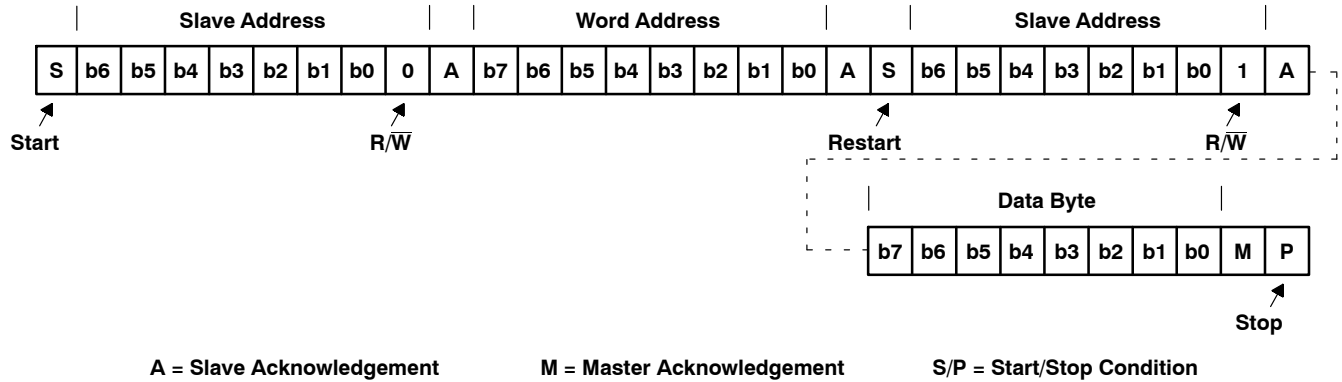 Slave Address Word Address Slave Address
S b6 b5 b4 b3 b2 b1 b0 0 A b7 b6 b5 b4 b3 b2 b1 b0 A S b6 b5 b4 b3 b2 b1 b0 1 A
Start R/W̅ Restart R/W̅
Data Byte
b7 b6 b5 b4 b3 b2 b1 b0 M P
Stop
A = Slave Acknowledgement M = Master Acknowledgement S/P = Start/Stop Condition